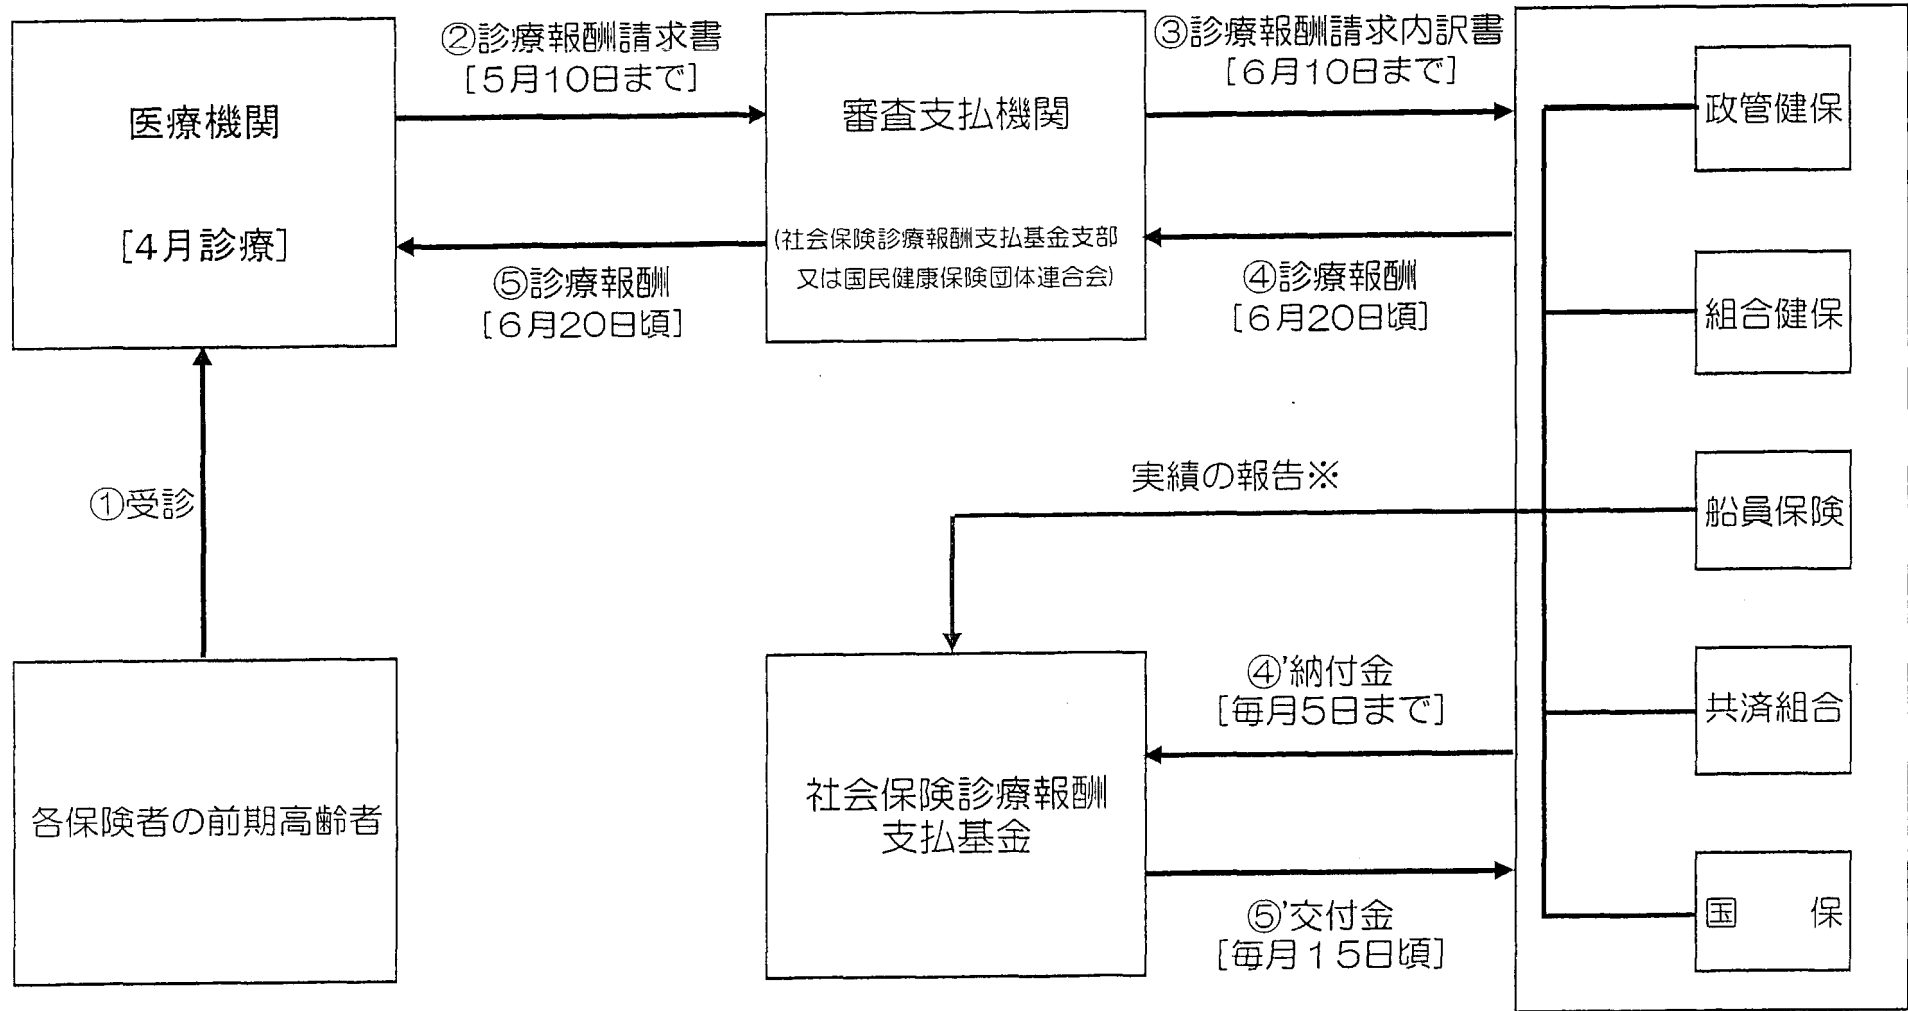 ②診療報酬請求書
[5月10日まで]
③診療報酬請求内訳書
[6月10日まで]
医療機関
[4月診療]
審査支払機関
(社会保険診療報酬支払基金支部
又は国民健康保険団体連合会)
⑤診療報酬
[6月20日頃]
④診療報酬
[6月20日頃]
政管健保
組合健保
船員保険
共済組合
国 保
①受診
実績の報告※
各保険者の前期高齢者
社会保険診療報酬
支払基金
④'納付金
[毎月5日まで]
⑤'交付金
[毎月15日頃]